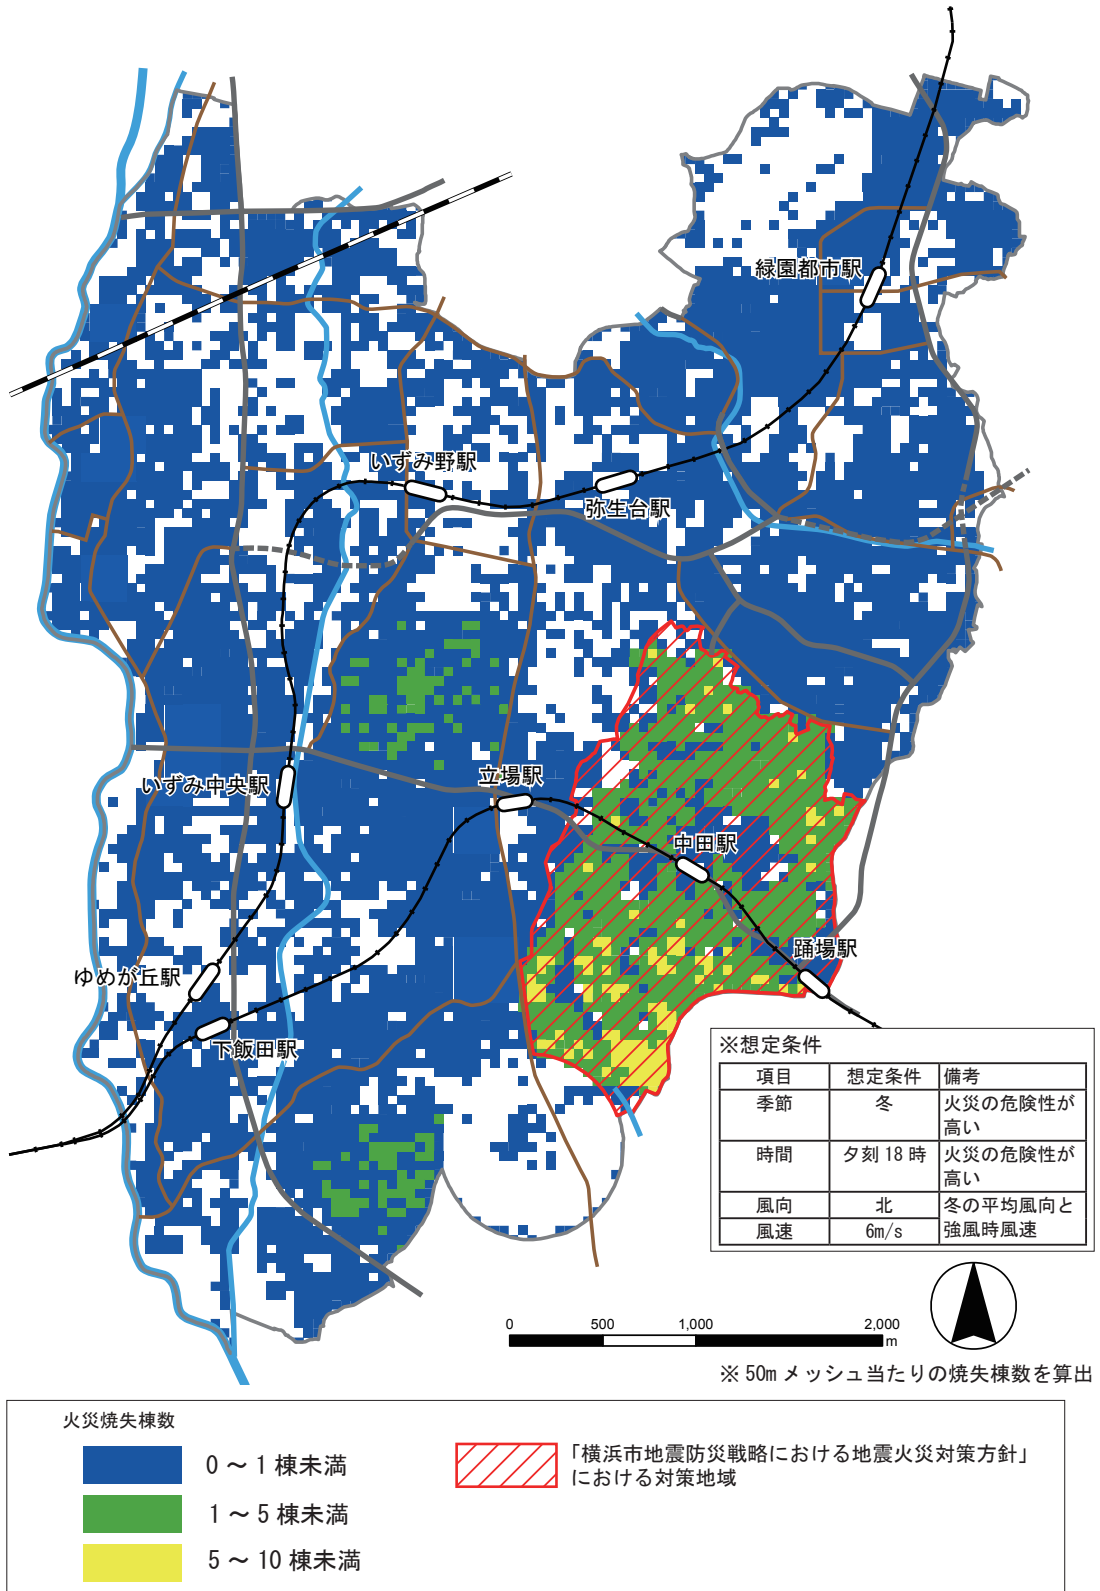 緑園都市駅
いずみ野駅
弥生台駅
いずみ中央駅
立場駅
中田駅
踊場駅
ゆめが丘駅
下飯田駅
※想定条件
項目 想定条件 備考
季節 冬 火災の危険性が
高い
時間 夕刻 18 時 火災の危険性が
高い
風向 北 冬の平均風向と
風速 6m/s 強風時風速
0 500 1,000 2,000
m
※ 50m メッシュ当たりの焼失棟数を算出
火災焼失棟数
0 ~ 1 棟未満
1 ~ 5 棟未満
5 ~ 10 棟未満
「横浜市地震防災戦略における地震火災対策方針」
における対策地域